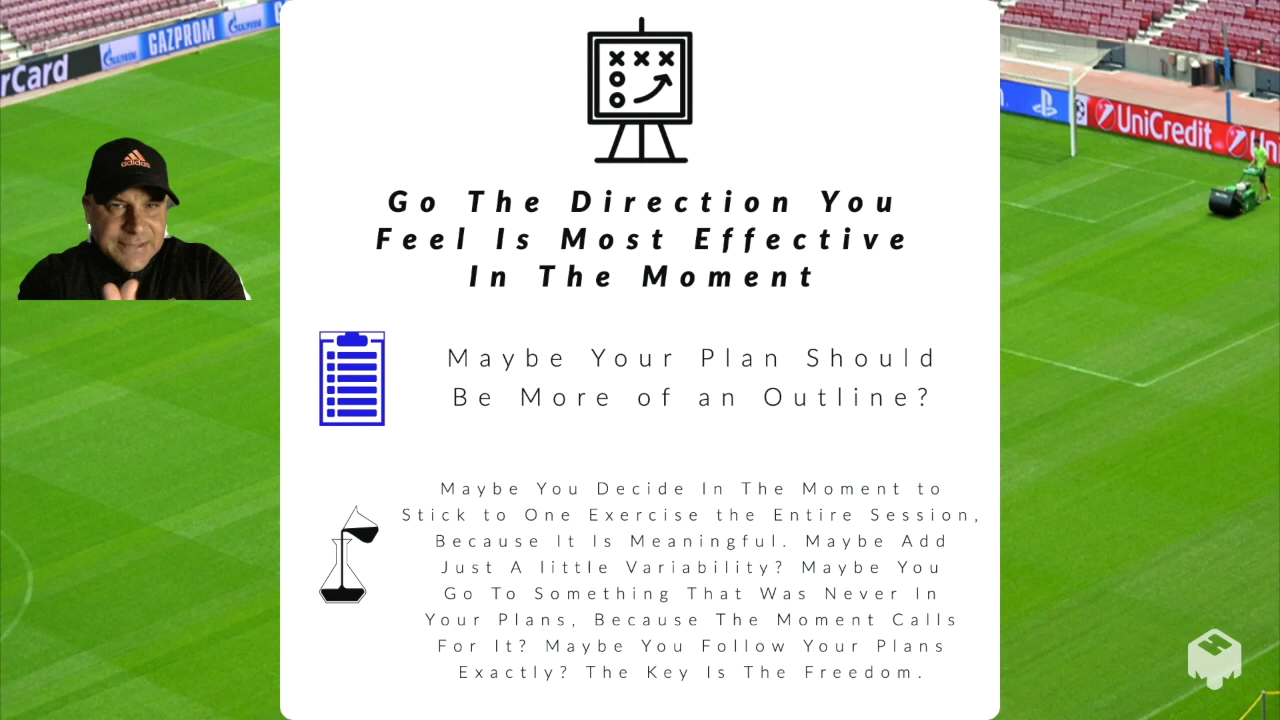 rCard
GAZPROM
GAZPROM
UniCredit
Uni
adidas
Go The Direction You
Feel Is Most Effective
In The Moment
Maybe Your Plan Should
Be More of an Outline?
Maybe You Decide In The Moment to
Stick to One Exercise the Entire Session,
Because It Is Meaningful. Maybe Add
Just A little Variability? Maybe You
Go To Something That Was Never In
Your Plans, Because The Moment Calls
For It? Maybe You Follow Your Plans
Exactly? The Key Is The Freedom.